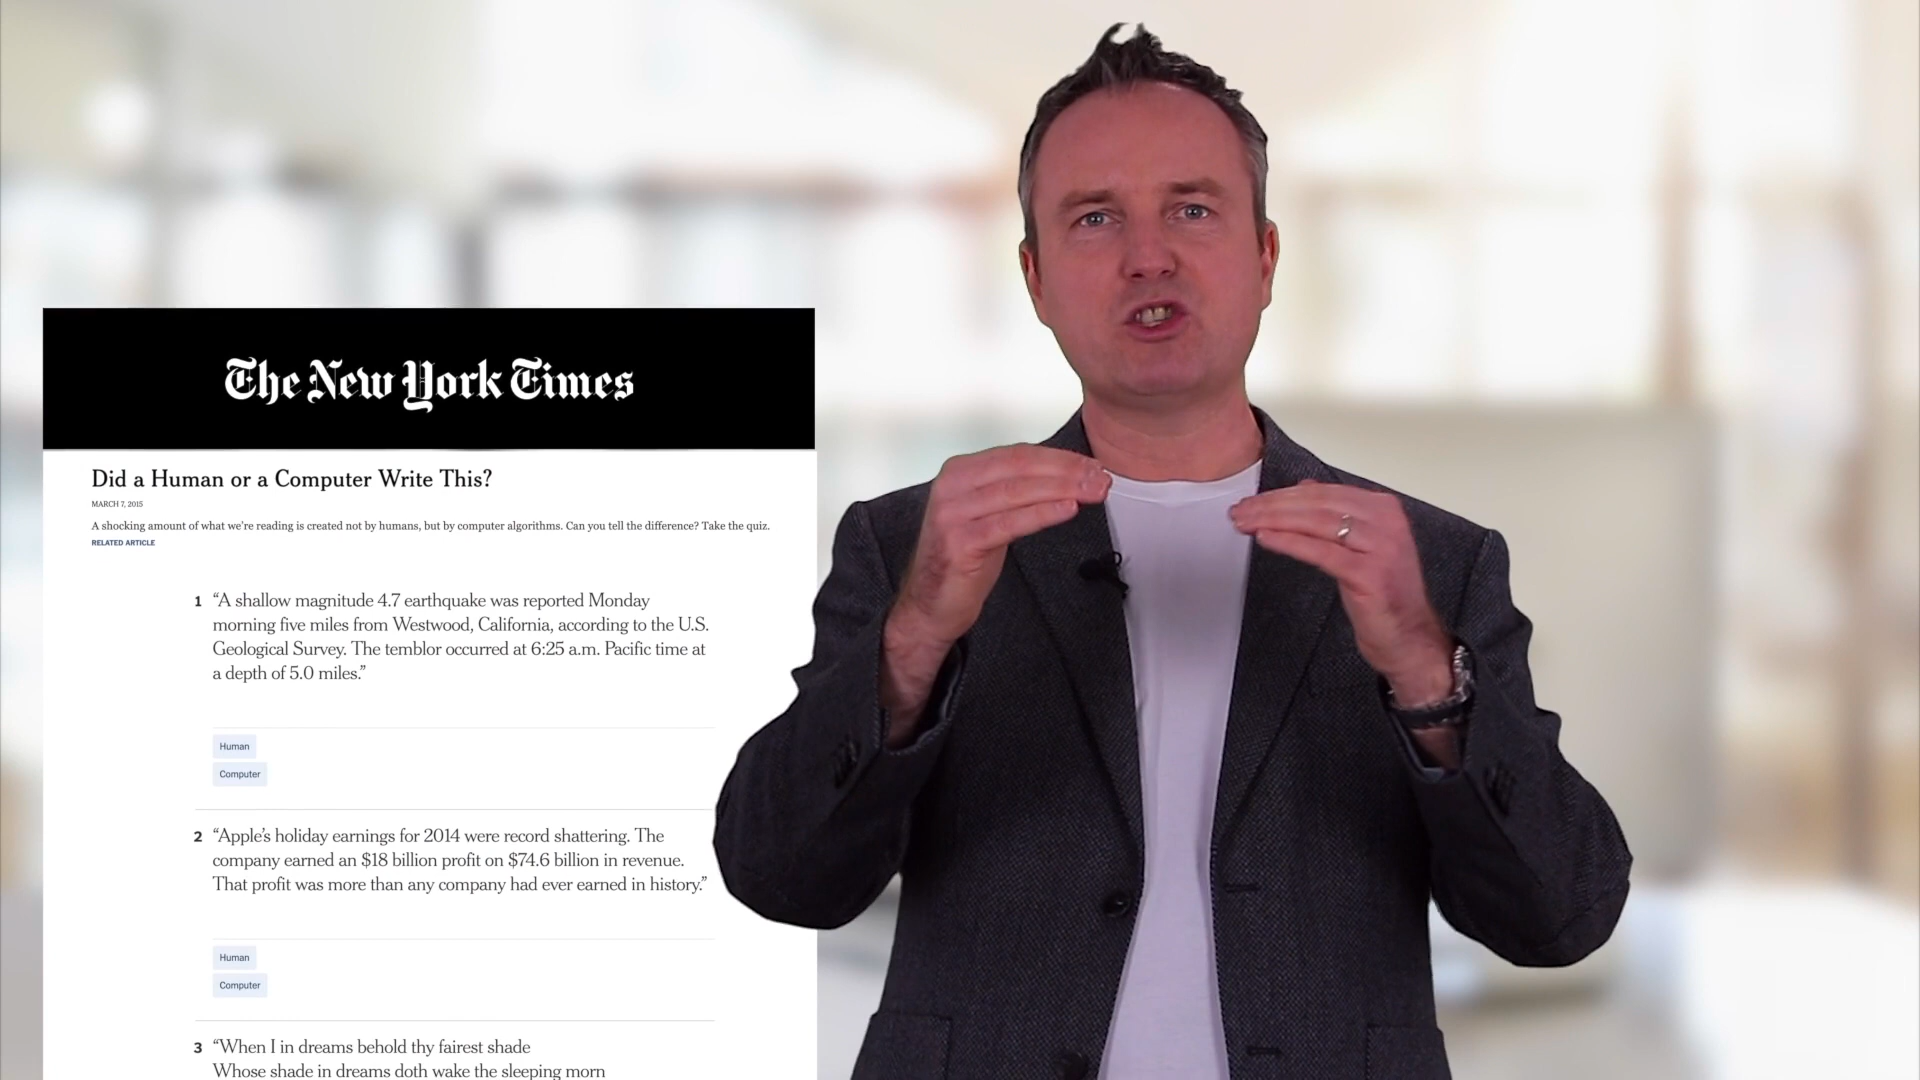 The New York Times
Did a Human or a Computer Write This?
MARCH 7, 2015
A shocking amount of what we're reading is created not by humans, but by computer algorithms. Can you tell the difference? Take the quiz.
RELATED ARTICLE
1 “A shallow magnitude 4.7 earthquake was reported Monday
morning five miles from Westwood, California, according to the U.S.
Geological Survey. The temblor occurred at 6:25 a.m. Pacific time at
a depth of 5.0 miles.”
Human
Computer
2 “Apple’s holiday earnings for 2014 were record shattering. The
company earned an $18 billion profit on $74.6 billion in revenue.
That profit was more than any company had ever earned in history.”
Human
Computer
3 “When I in dreams behold thy fairest shade
Whose shade in dreams doth wake the sleeping morn